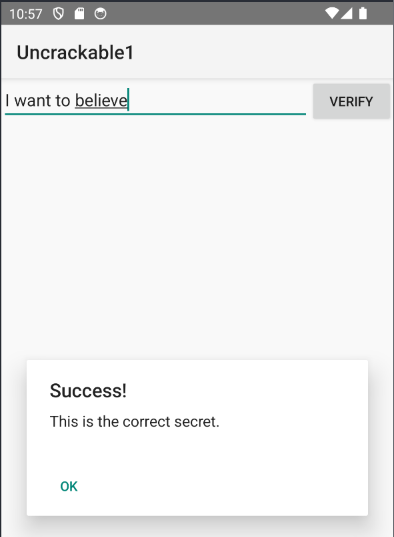 10:57
Uncrackable1
I want to believe
VERIFY
Success!
This is the correct secret.
OK